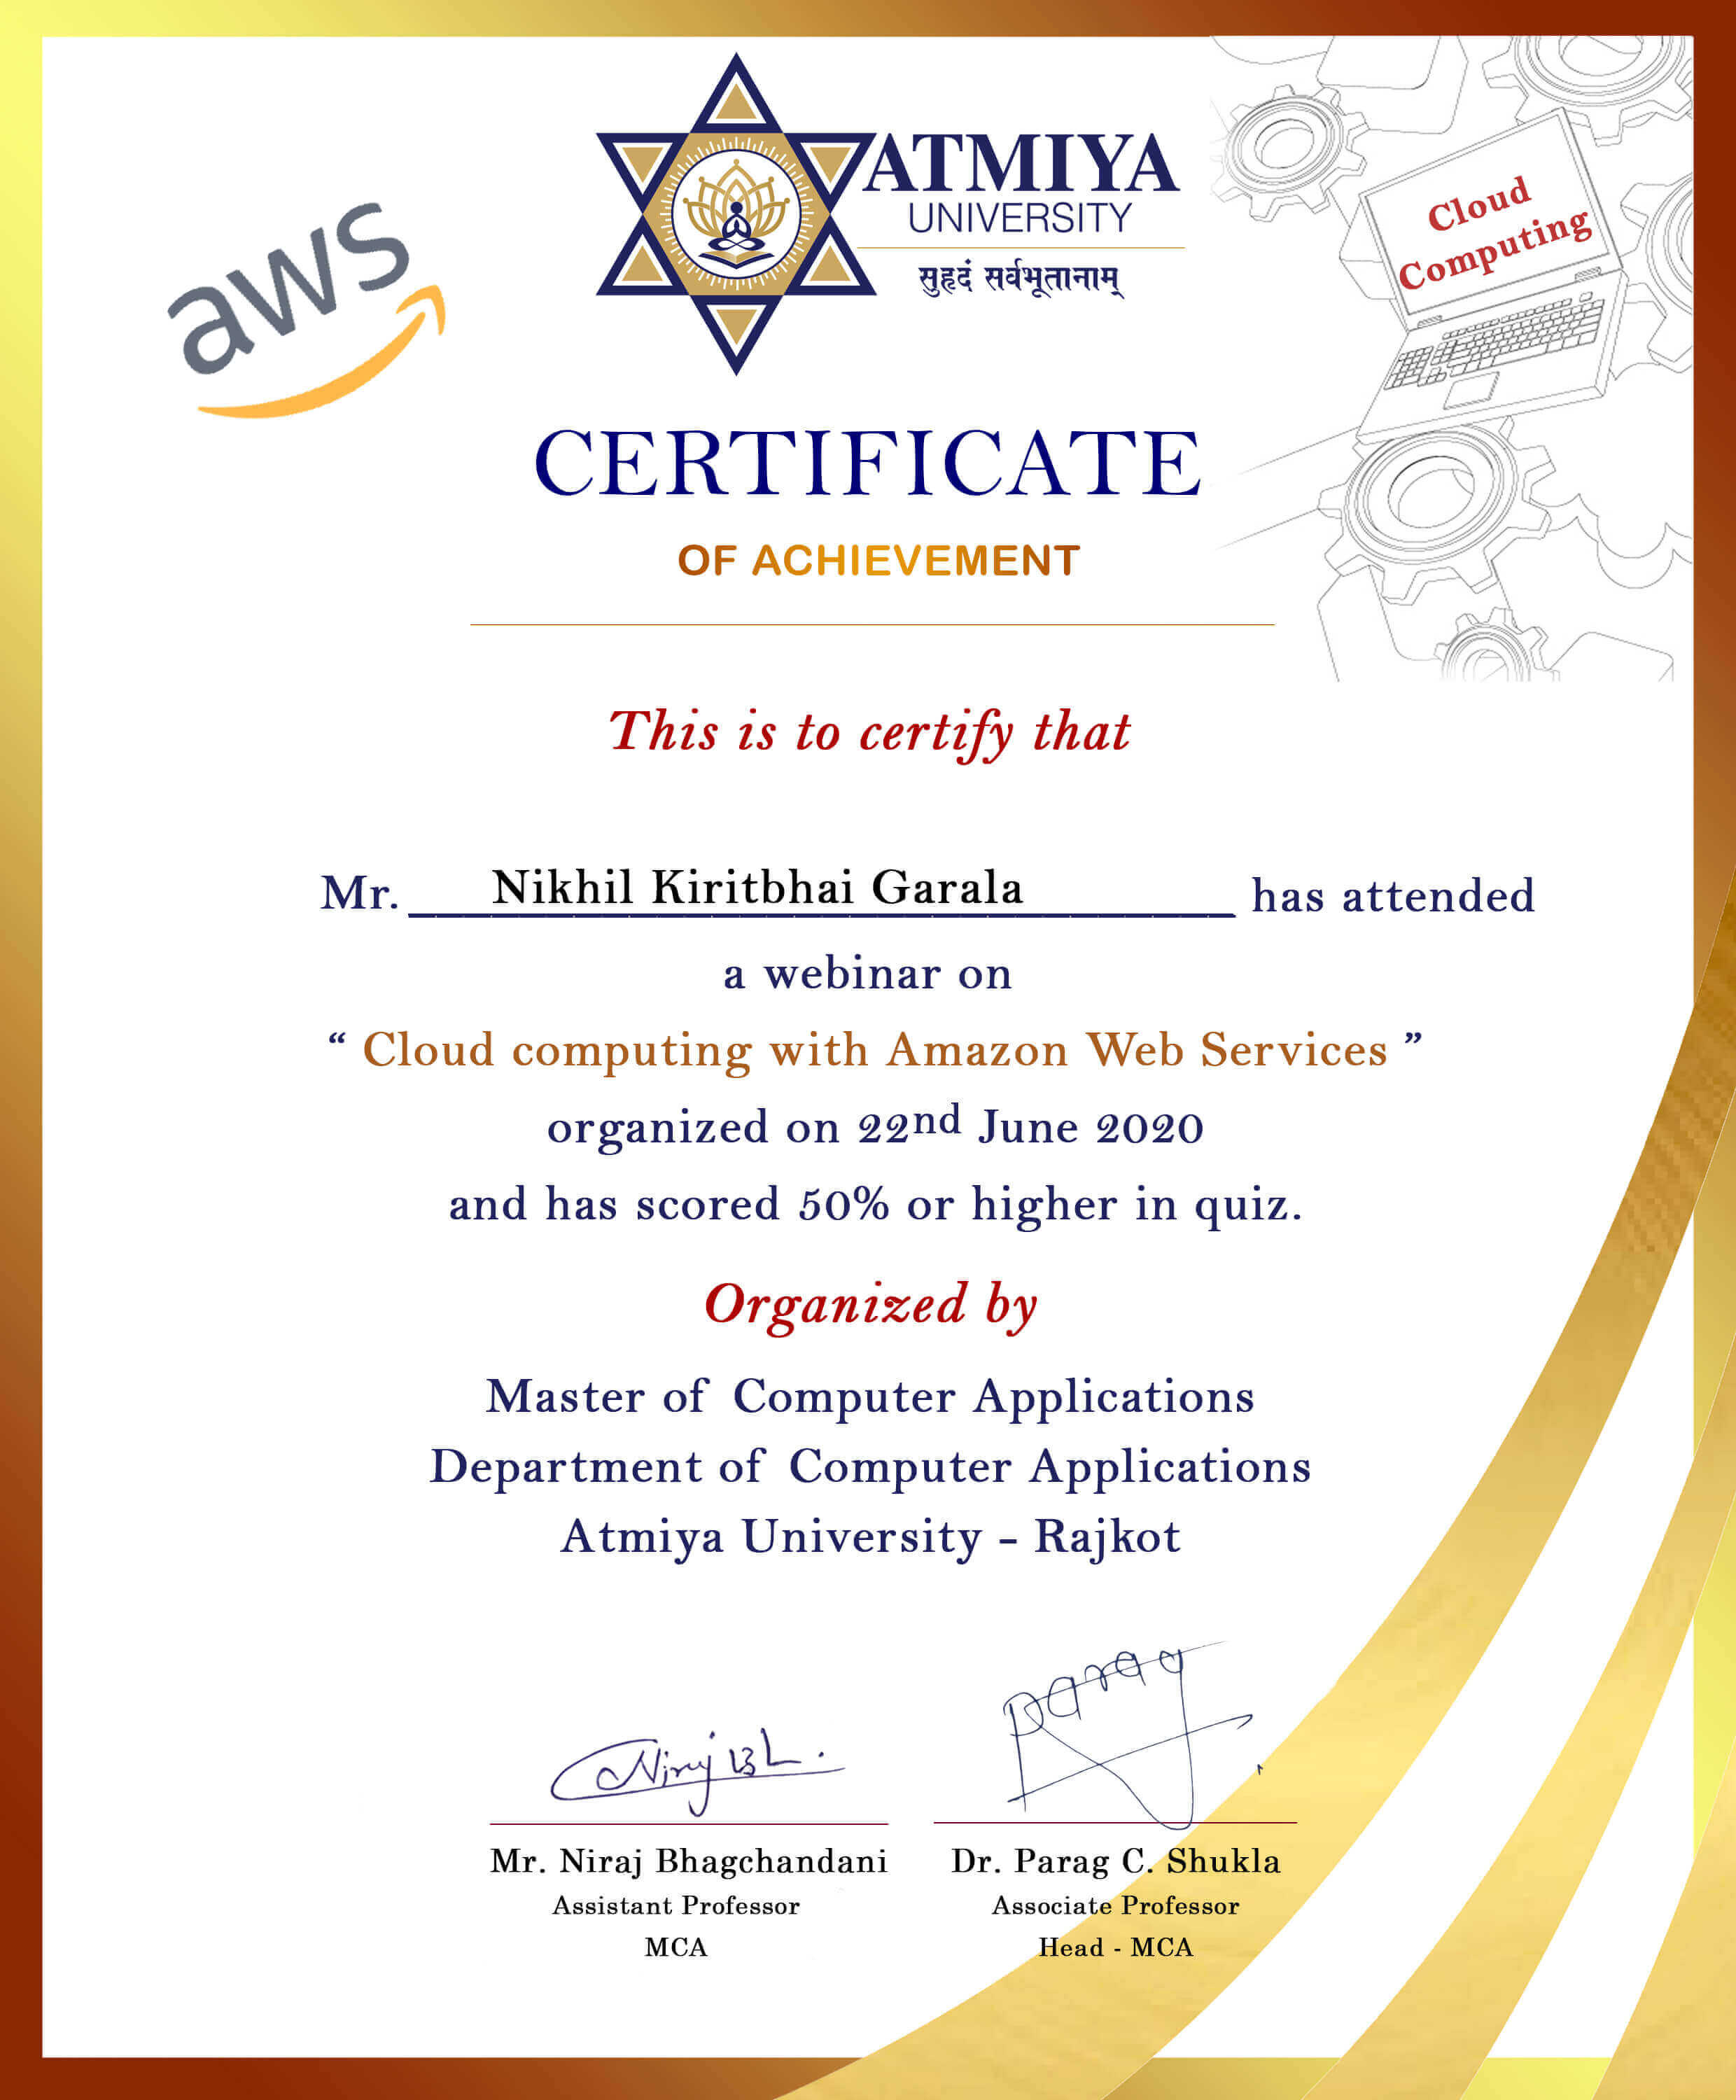 aws
ATMIYA
UNIVERSITY
सुहृदं सर्वभूतानाम्
Cloud
Computing
CERTIFICATE
OF ACHIEVEMENT
This is to certify that
Mr. Nikhil Kiritbhai Garala has attended
a webinar on
“ Cloud computing with Amazon Web Services ”
organized on 22nd June 2020
and has scored 50% or higher in quiz.
Organized by
Master of Computer Applications
Department of Computer Applications
Atmiya University - Rajkot
Niraj
parag
Mr. Niraj Bhagchandani
Assistant Professor
MCA
Dr. Parag C. Shukla
Associate Professor
Head - MCA